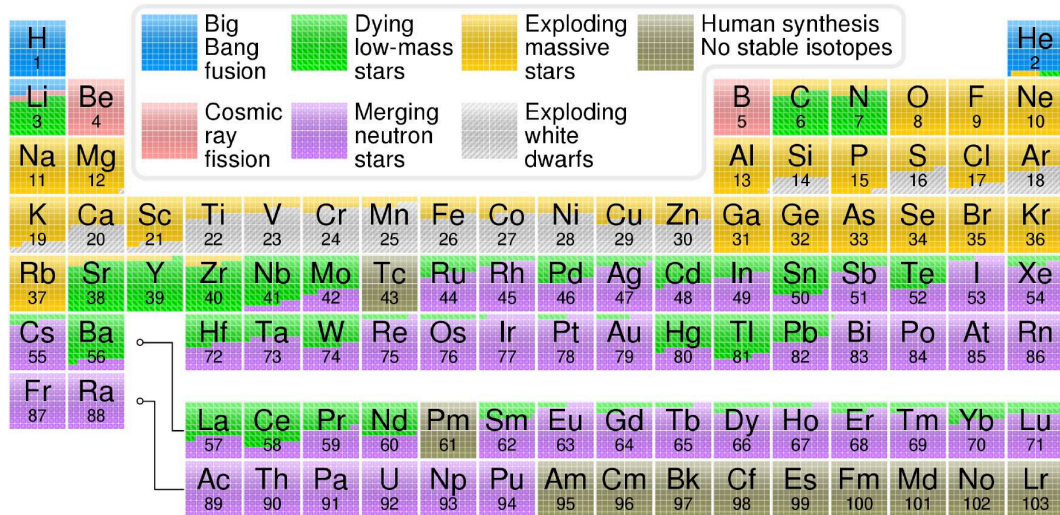 H
1
Big
Bang
fusion
Dying
low-mass
stars
Exploding
massive
stars
Human synthesis
No stable isotopes
He
2
Li
3
Be
4
Cosmic
ray
fission
Merging
neutron
stars
Exploding
white
dwarfs
B
5
C
6
N
7
O
8
F
9
Ne
10
Na
11
Mg
12
Al
13
Si
14
P
15
S
16
Cl
17
Ar
18
K
19
Ca
20
Sc
21
Ti
22
V
23
Cr
24
Mn
25
Fe
26
Co
27
Ni
28
Cu
29
Zn
30
Ga
31
Ge
32
As
33
Se
34
Br
35
Kr
36
Rb
37
Sr
38
Y
39
Zr
40
Nb
41
Mo
42
Tc
43
Ru
44
Rh
45
Pd
46
Ag
47
Cd
48
In
49
Sn
50
Sb
51
Te
52
I
53
Xe
54
Cs
55
Ba
56
Hf
72
Ta
73
W
74
Re
75
Os
76
Ir
77
Pt
78
Au
79
Hg
80
Tl
81
Pb
82
Bi
83
Po
84
At
85
Rn
86
Fr
87
Ra
88
La
57
Ce
58
Pr
59
Nd
60
Pm
61
Sm
62
Eu
63
Gd
64
Tb
65
Dy
66
Ho
67
Er
68
Tm
69
Yb
70
Lu
71
Ac
89
Th
90
Pa
91
U
92
Np
93
Pu
94
Am
95
Cm
96
Bk
97
Cf
98
Es
99
Fm
100
Md
101
No
102
Lr
103